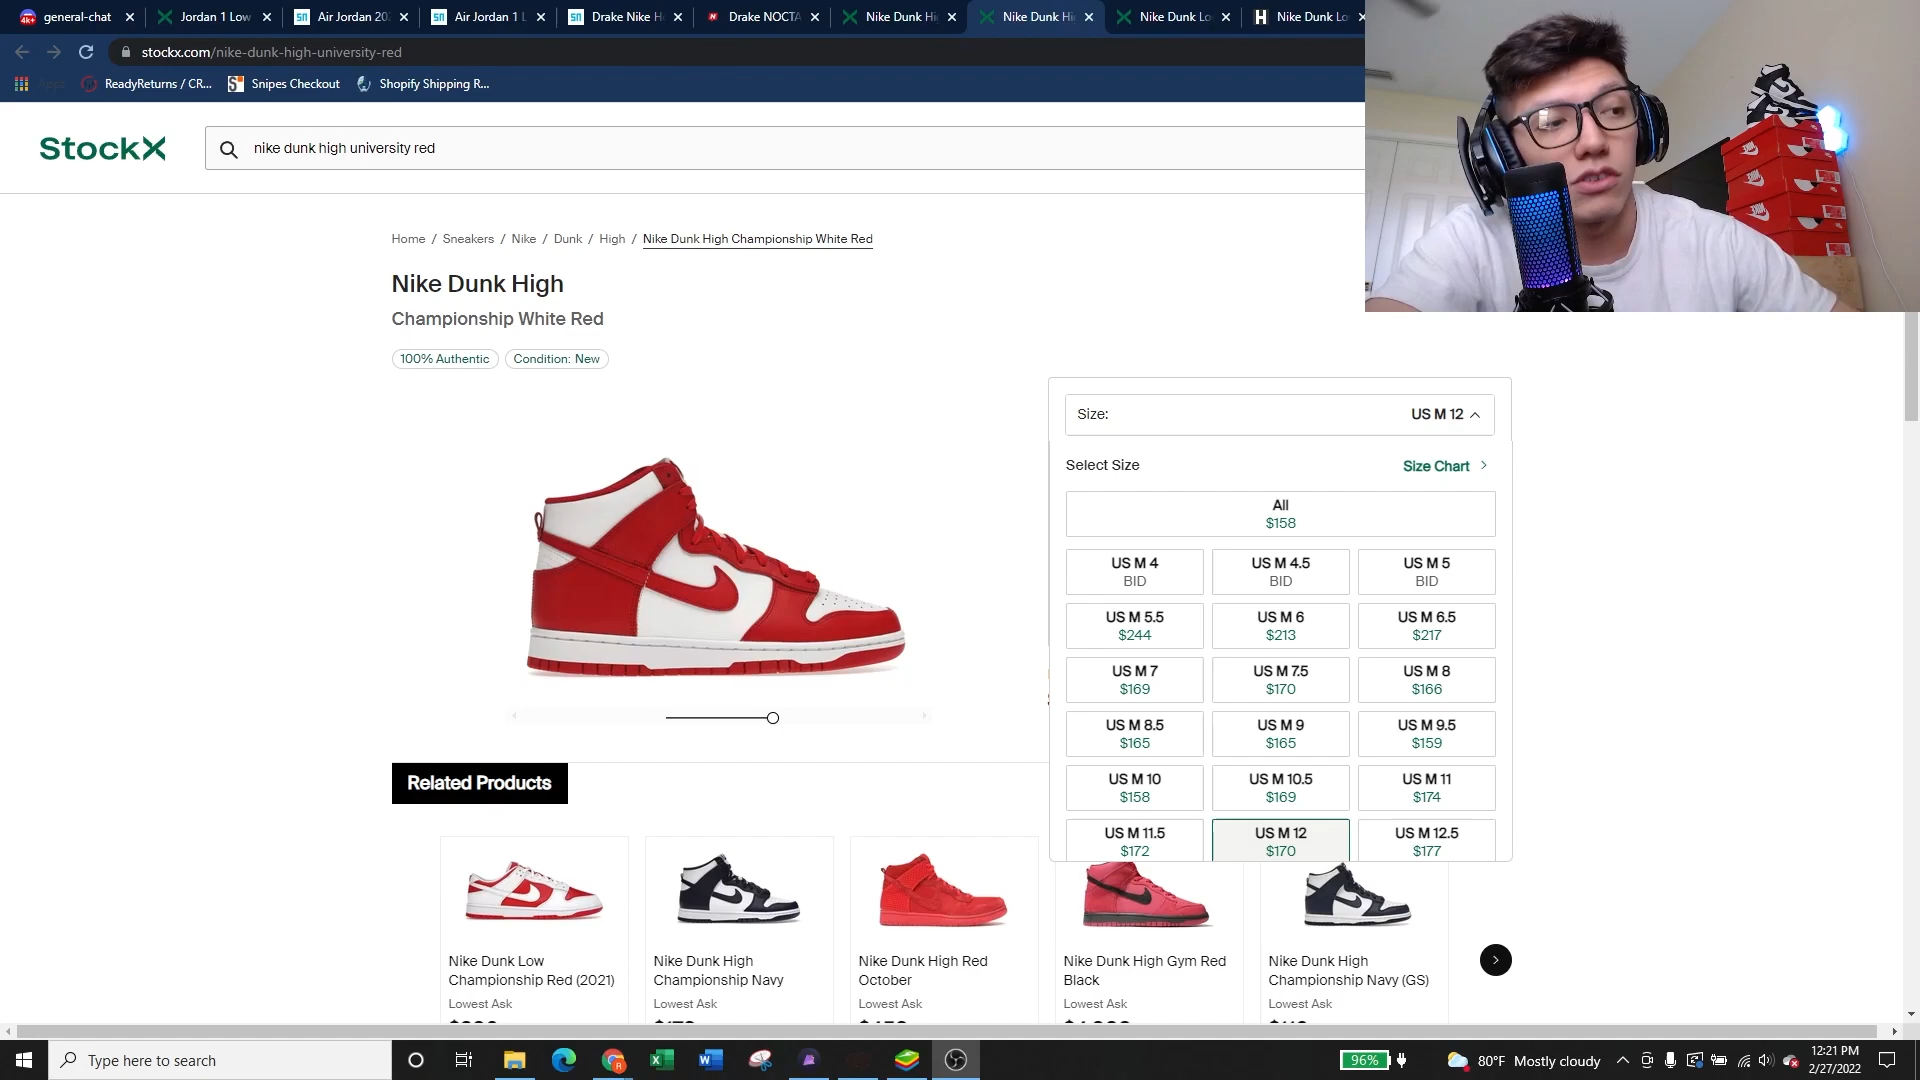 general-chat
Jordan 1 Low
Air Jordan 202
Air Jordan 1 L
Drake Nike H
Drake NOCTA
Nike Dunk Hi
Nike Dunk Hi
Nike Dunk Lo
Nike Dunk Lo
stockx.com/nike-dunk-high-university-red
Apps
ReadyReturns / CR...
Snipes Checkout
Shopify Shipping R...
StockX
nike dunk high university red
Home / Sneakers / Nike / Dunk / High / Nike Dunk High Championship White Red
Nike Dunk High
Championship White Red
100% Authentic
Condition: New
Size:
US M 12
Select Size
Size Chart
All
$158
US M 4
BID
US M 4.5
BID
US M 5
BID
US M 5.5
$244
US M 6
$213
US M 6.5
$217
US M 7
$169
US M 7.5
$170
US M 8
$166
US M 8.5
$165
US M 9
$165
US M 9.5
$159
US M 10
$158
US M 10.5
$169
US M 11
$174
US M 11.5
$172
US M 12
$170
US M 12.5
$177
Related Products
Nike Dunk Low
Championship Red (2021)
Lowest Ask
Nike Dunk High
Championship Navy
Lowest Ask
Nike Dunk High Red
October
Lowest Ask
Nike Dunk High Gym Red
Black
Lowest Ask
Nike Dunk High
Championship Navy (GS)
Lowest Ask
Type here to search
96%
80°F Mostly cloudy
12:21 PM
2/27/2022